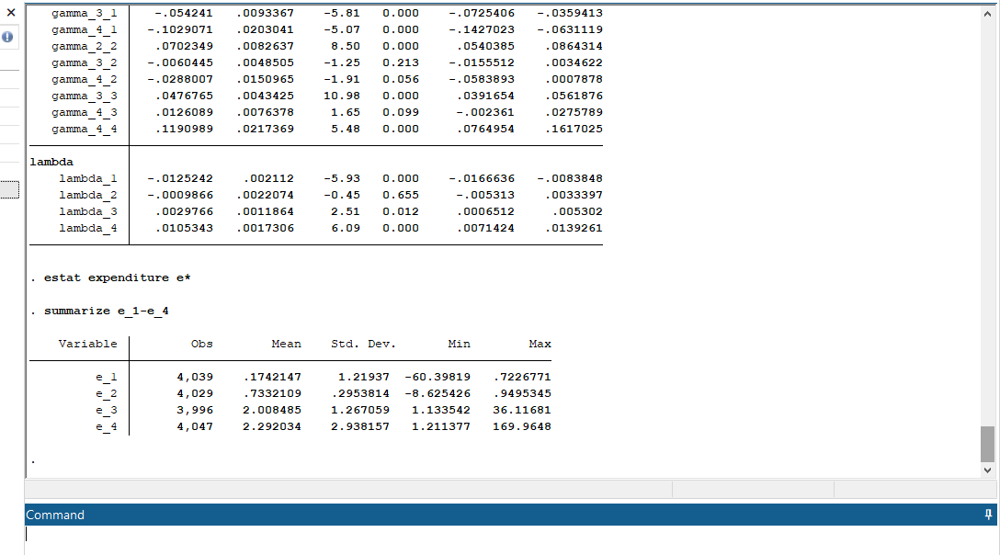 gamma_3_1 -.054241 .0093367 -5.81 0.000 -.0725406 -.0359413
gamma_4_1 -.1029071 .0203041 -5.07 0.000 -.1427023 -.0631119
gamma_2_2 .0702349 .0082637 8.50 0.000 .0540385 .0864314
gamma_3_2 -.0060445 .0048505 -1.25 0.213 -.0155512 .0034622
gamma_4_2 -.0288007 .0150965 -1.91 0.056 -.0583893 .0007878
gamma_3_3 .0476765 .0043425 10.98 0.000 .0391654 .0561876
gamma_4_3 .0126089 .0076378 1.65 0.099 -.002361 .0275789
gamma_4_4 .1190989 .0217369 5.48 0.000 .0764954 .1617025
lambda
lambda_1 -.0125242 .002112 -5.93 0.000 -.0166636 -.0083848
lambda_2 -.0009866 .0022074 -0.45 0.655 -.005313 .0033397
lambda_3 .0029766 .0011864 2.51 0.012 .0006512 .005302
lambda_4 .0105343 .0017306 6.09 0.000 .0071424 .0139261
. estat expenditure e*
. summarize e_1-e_4
Variable Obs Mean Std. Dev. Min Max
e_1 4,039 .1742147 1.21937 -60.39819 .7226771
e_2 4,029 .7332109 .2953814 -8.625426 .9495345
e_3 3,996 2.008485 1.267059 1.133542 36.11681
e_4 4,047 2.292034 2.938157 1.211377 169.9648
.
Command